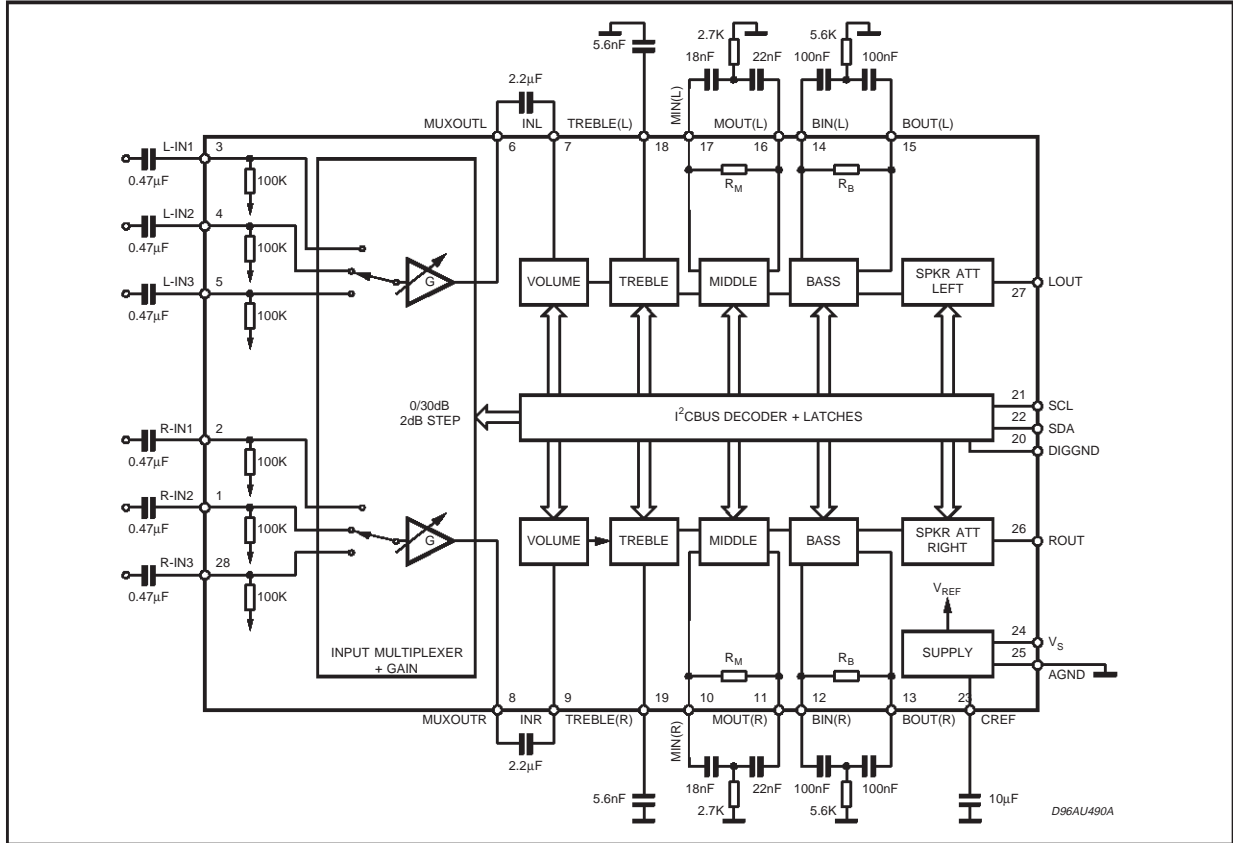 5.6nF
2.7K
5.6K
18nF
22nF
100nF
100nF
2.2µF
MUXOUTL
INL
TREBLE(L)
MIN(L)
MOUT(L)
BIN(L)
BOUT(L)
6
7
18
17
16
14
15
L-IN1
3
0.47µF
100K
L-IN2
4
0.47µF
100K
L-IN3
5
0.47µF
100K
G
R_M
R_B
VOLUME
TREBLE
MIDDLE
BASS
SPKR ATT
LEFT
27
LOUT
0/30dB
2dB STEP
I²CBUS DECODER + LATCHES
21
SCL
22
SDA
20
DIGGND
R-IN1
2
0.47µF
100K
R-IN2
1
0.47µF
100K
R-IN3
28
0.47µF
100K
G
VOLUME
TREBLE
MIDDLE
BASS
SPKR ATT
RIGHT
26
ROUT
V_REF
SUPPLY
24
V_S
25
AGND
INPUT MULTIPLEXER
+ GAIN
R_M
R_B
8
9
19
10
11
12
13
23
MUXOUTR
INR
TREBLE(R)
MIN(R)
MOUT(R)
BIN(R)
BOUT(R)
CREF
2.2µF
5.6nF
18nF
22nF
2.7K
100nF
100nF
5.6K
10µF
D96AU490A